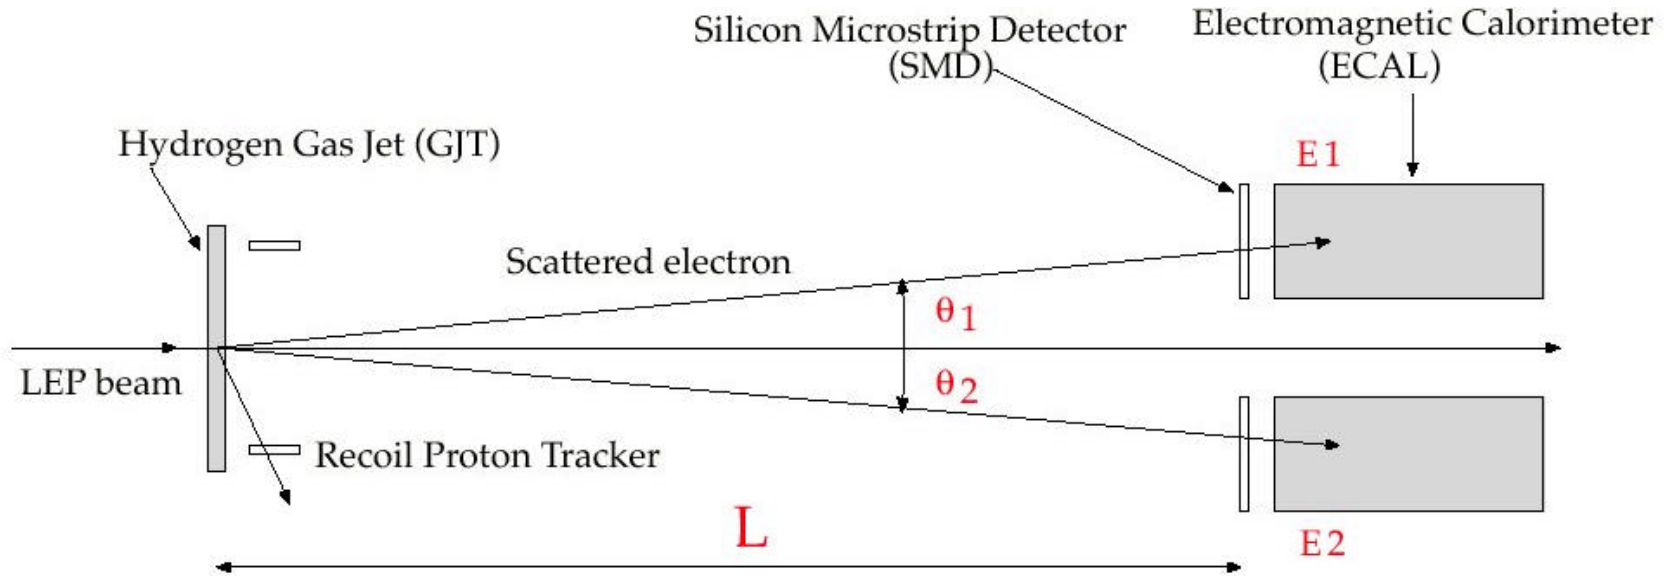 Silicon Microstrip Detector
(SMD)
Electromagnetic Calorimeter
(ECAL)
Hydrogen Gas Jet (GJT)
E1
Scattered electron
θ1
LEP beam
θ2
Recoil Proton Tracker
L
E2